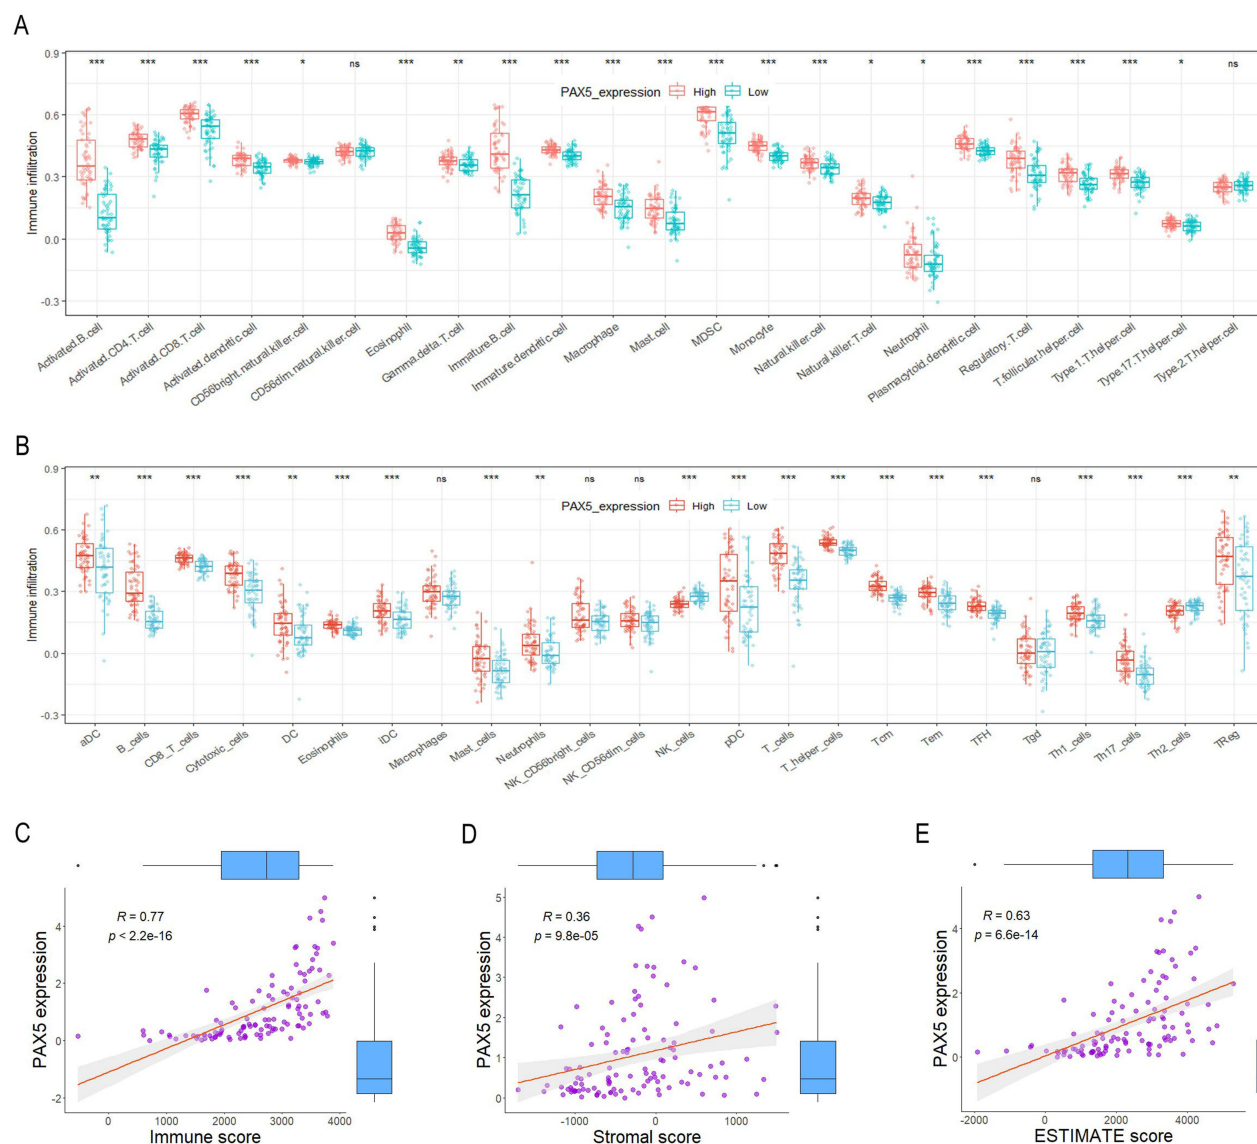 A
0.9
*** *** *** *** * ns *** ** *** *** *** *** *** *** *** * * *** *** *** *** * ns
PAX5_expression High Low
0.6
0.3
0.0
-0.3
Immune infiltration
Activated.B.cell
Activated.CD4.T.cell
Activated.CD8.T.cell
Activated.dendritic.cell
CD56bright.natural.killer.cell
CD56dim.natural.killer.cell
Eosinophil
Gamma.delta.T.cell
Immature.B.cell
Immature.dendritic.cell
Macrophage
Mast.cell
MDSC
Monocyte
Natural.killer.cell
Natural.killer.T.cell
Neutrophil
Plasmacytoid.dendritic.cell
Regulatory.T.cell
T.follicular.helper.cell
Type.1.T.helper.cell
Type.17.T.helper.cell
Type.2.T.helper.cell
B
0.9
** *** *** *** ** *** *** ns *** ** ns ns *** *** *** *** *** *** *** ns *** *** *** **
PAX5_expression High Low
0.6
0.3
0.0
-0.3
Immune infiltration
aDC
B_cells
CD8_T_cells
Cytotoxic_cells
DC
Eosinophils
iDC
Macrophages
Mast_cells
Neutrophils
NK_CD56bright_cells
NK_CD56dim_cells
NK_cells
pDC
T_cells
T_helper_cells
Tcm
Tem
TFH
Tgd
Th1_cells
Th17_cells
Th2_cells
TReg
C
R = 0.77
p < 2.2e-16
PAX5 expression
4
2
0
-2
0 1000 2000 3000 4000
Immune score
D
R = 0.36
p = 9.8e-05
PAX5 expression
5
4
3
2
1
0
-1000 0 1000
Stromal score
E
R = 0.63
p = 6.6e-14
PAX5 expression
4
2
0
-2000 0 2000 4000
ESTIMATE score